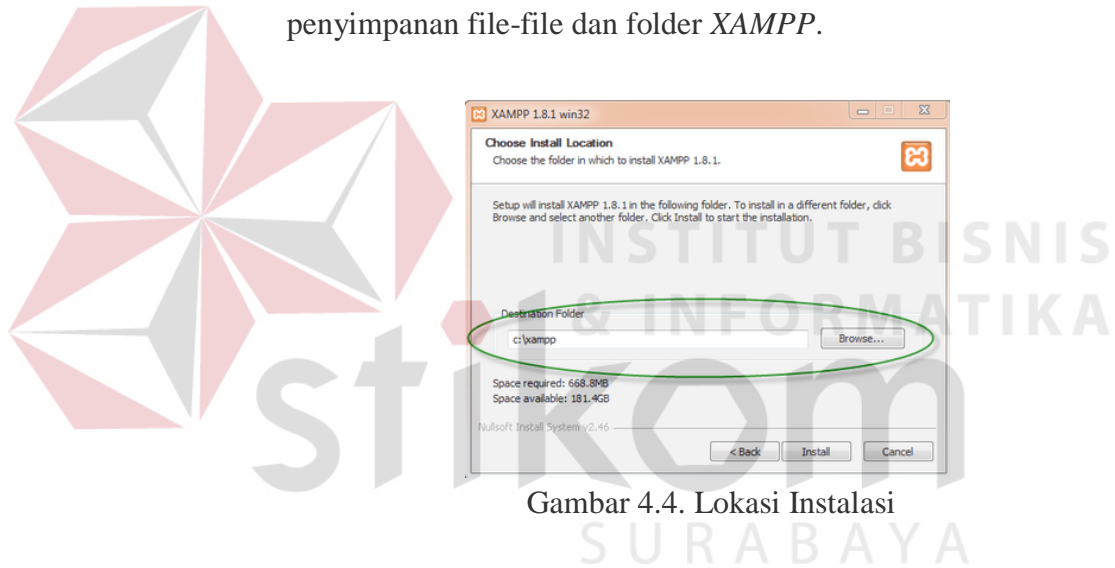 penyimpanan file-file dan folder XAMPP.
XAMPP 1.8.1 win32
Choose Install Location
Choose the folder in which to install XAMPP 1.8.1.
Setup will install XAMPP 1.8.1 in the following folder. To install in a different folder, click
Browse and select another folder. Click Install to start the installation.
INSTITUT BISNIS
& INFORMATIKA
Destination Folder
c:\xampp
Browse...
stikom
Space required: 668.8MB
Space available: 181.4GB
Nullsoft Install System v2.46
< Back
Install
Cancel
Gambar 4.4. Lokasi Instalasi
SURABAYA